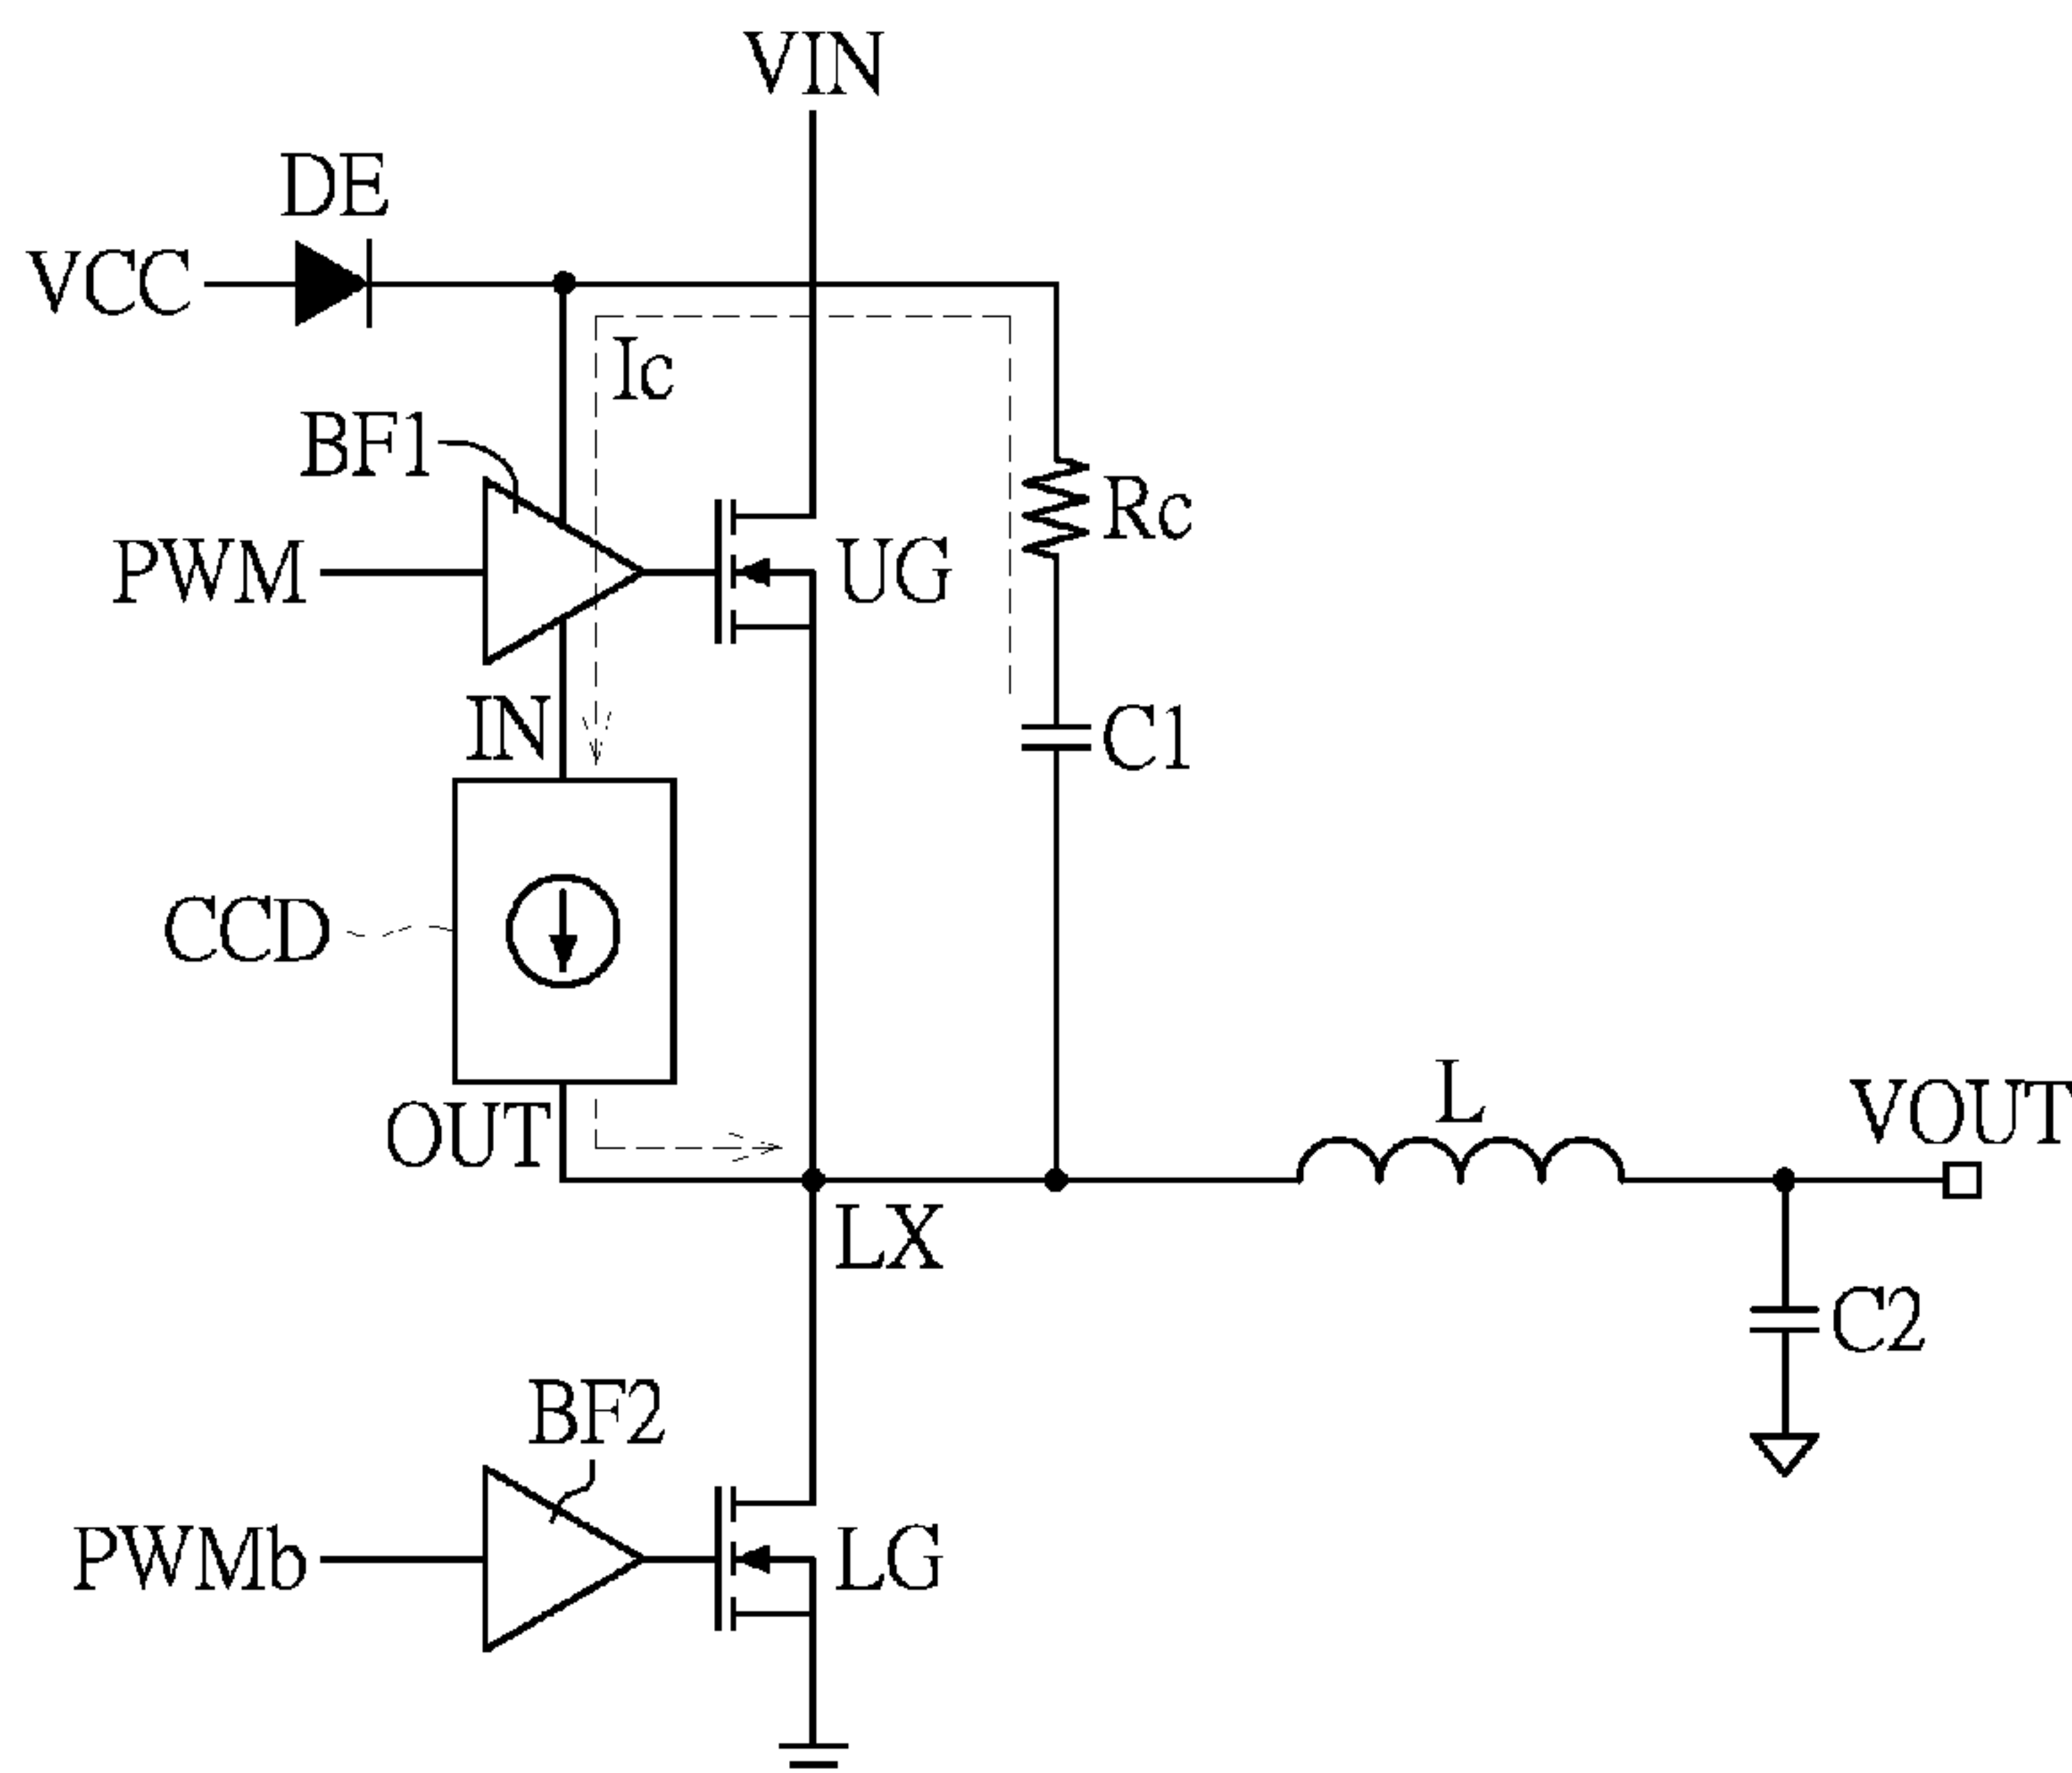 VIN
DE
VCC
Ic
BF1
Rc
PWM
UG
IN
C1
CCD
OUT
L
VOUT
LX
C2
BF2
PWMb
LG